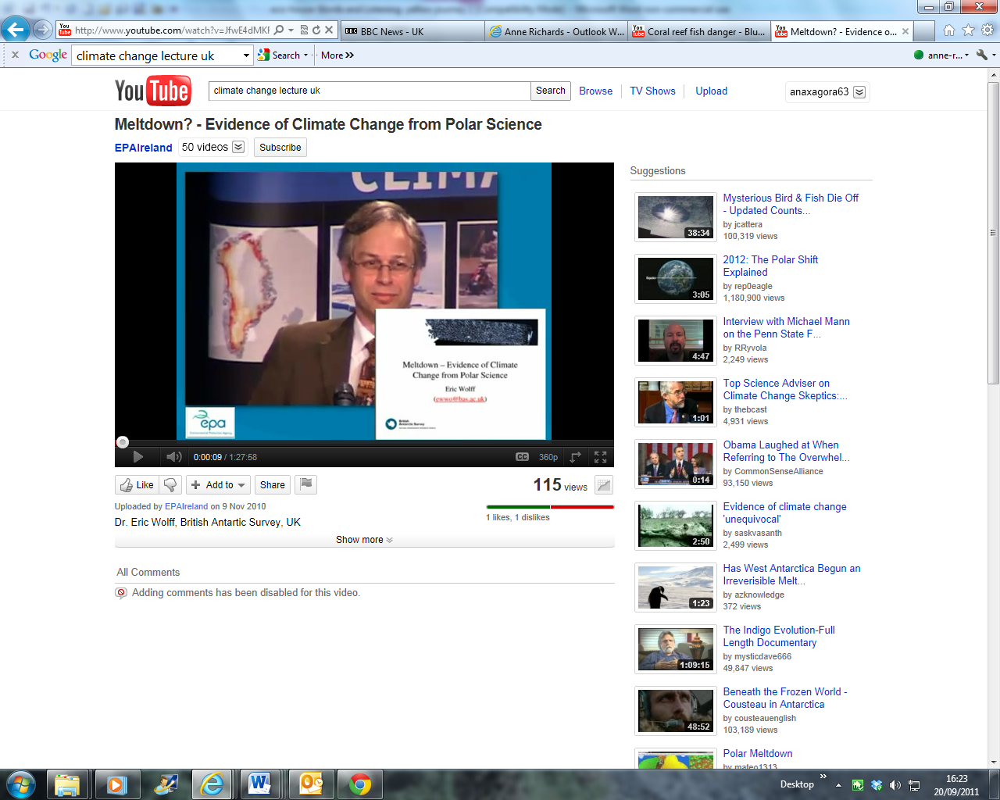 http://www.youtube.com/watch?v=JfwE4dMKF
BBC News - UK
Anne Richards - Outlook W...
Coral reef fish danger - Blu...
Meltdown? - Evidence o...
Google
climate change lecture uk
Search
More »
anne-r...
YouTube
climate change lecture uk
Search
Browse
TV Shows
Upload
anaxagora63
Meltdown? - Evidence of Climate Change from Polar Science
EPAIreland
50 videos
Subscribe
CLIMA
Meltdown – Evidence of Climate
Change from Polar Science
Eric Wolff
(ewwo@bas.ac.uk)
British
Antarctic Survey
epa
Environmental Protection Agency
0:00:09 / 1:27:58
CC
360p
Like
Add to
Share
115 views
Uploaded by EPAIreland on 9 Nov 2010
1 likes, 1 dislikes
Dr. Eric Wolff, British Antartic Survey, UK
Show more
All Comments
Adding comments has been disabled for this video.
Suggestions
38:34
Mysterious Bird & Fish Die Off
- Updated Counts...
by jcattera
100,319 views
3:05
2012: The Polar Shift
Explained
by rep0eagle
1,180,900 views
4:47
Interview with Michael Mann
on the Penn State F...
by RRyvola
2,249 views
1:01
Top Science Adviser on
Climate Change Skeptics:...
by thebcast
4,931 views
0:14
Obama Laughed at When
Referring to The Overwhel...
by CommonSenseAlliance
93,150 views
2:50
Evidence of climate change
'unequivocal'
by saskvasanth
2,499 views
1:23
Has West Antarctica Begun an
Irreverisible Melt...
by azknowledge
372 views
1:09:15
The Indigo Evolution-Full
Length Documentary
by mysticdave666
49,847 views
48:52
Beneath the Frozen World -
Cousteau in Antarctica
by cousteauenglish
103,189 views
Polar Meltdown
by mateo1313
Desktop
16:23
20/09/2011